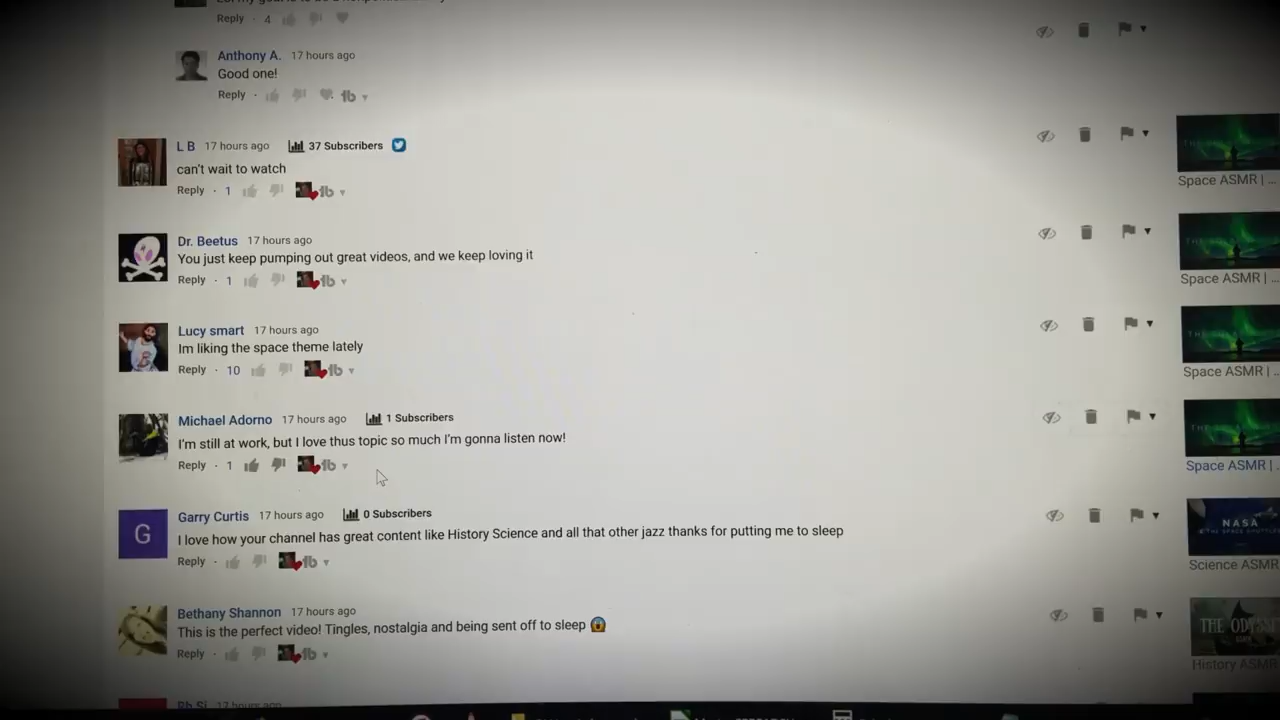 Reply · 4
Anthony A. 17 hours ago
Good one!
Reply ·
L B 17 hours ago 37 Subscribers
can't wait to watch
Reply · 1
Space ASMR | ...
Dr. Beetus 17 hours ago
You just keep pumping out great videos, and we keep loving it
Reply · 1
Space ASMR | ...
Lucy smart 17 hours ago
Im liking the space theme lately
Reply · 10
Space ASMR | ..
Michael Adorno 17 hours ago 1 Subscribers
I'm still at work, but I love thus topic so much I'm gonna listen now!
Reply · 1
Space ASMR | .
G
Garry Curtis 17 hours ago 0 Subscribers
I love how your channel has great content like History Science and all that other jazz thanks for putting me to sleep
Reply ·
NASA
Science ASMR
Bethany Shannon 17 hours ago
This is the perfect video! Tingles, nostalgia and being sent off to sleep 😱
Reply ·
THE ODYSSE
History ASMR
17 hours ago